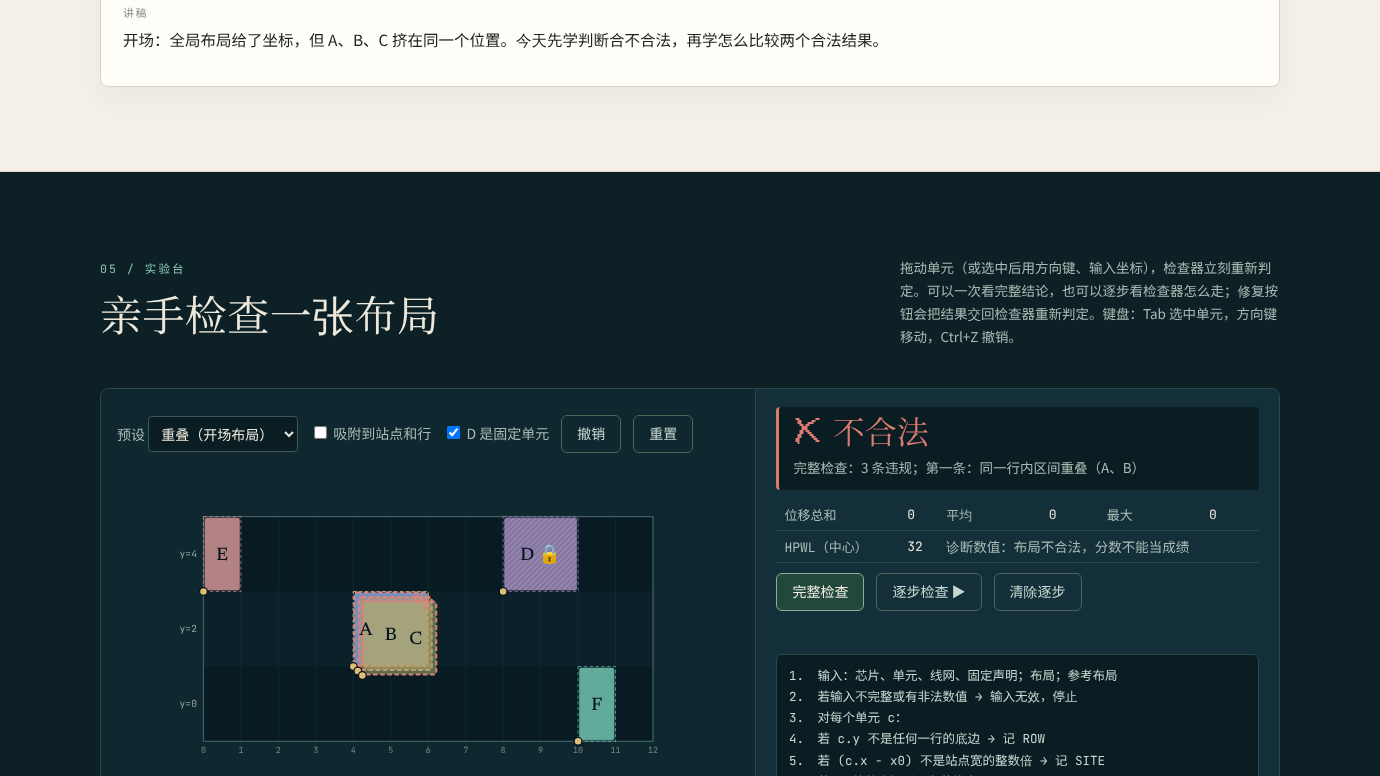 讲稿
开场：全局布局给了坐标，但 A、B、C 挤在同一个位置。今天先学判断合不合法，再学怎么比较两个合法结果。
05 / 实验台
亲手检查一张布局
拖动单元（或选中后用方向键、输入坐标），检查器立刻重新判
定。可以一次看完整结论，也可以逐步看检查器怎么走；修复按
钮会把结果交回检查器重新判定。键盘：Tab 选中单元，方向键
移动，Ctrl+Z 撤销。
预设 重叠（开场布局） 吸附到站点和行 D 是固定单元 撤销 重置
y=4 E D 🔒
y=2 A B C
y=0 F
0 1 2 3 4 5 6 7 8 9 10 11 12
✕ 不合法
完整检查：3 条违规；第一条：同一行内区间重叠（A、B）
位移总和 0 平均 0 最大 0
HPWL（中心） 32 诊断数值：布局不合法，分数不能当成绩
完整检查 逐步检查 ▶ 清除逐步
1. 输入：芯片、单元、线网、固定声明；布局；参考布局
2. 若输入不完整或有非法数值 → 输入无效，停止
3. 对每个单元 c：
4. 若 c.y 不是任何一行的底边 → 记 ROW
5. 若 (c.x - x0) 不是站点宽的整数倍 → 记 SITE